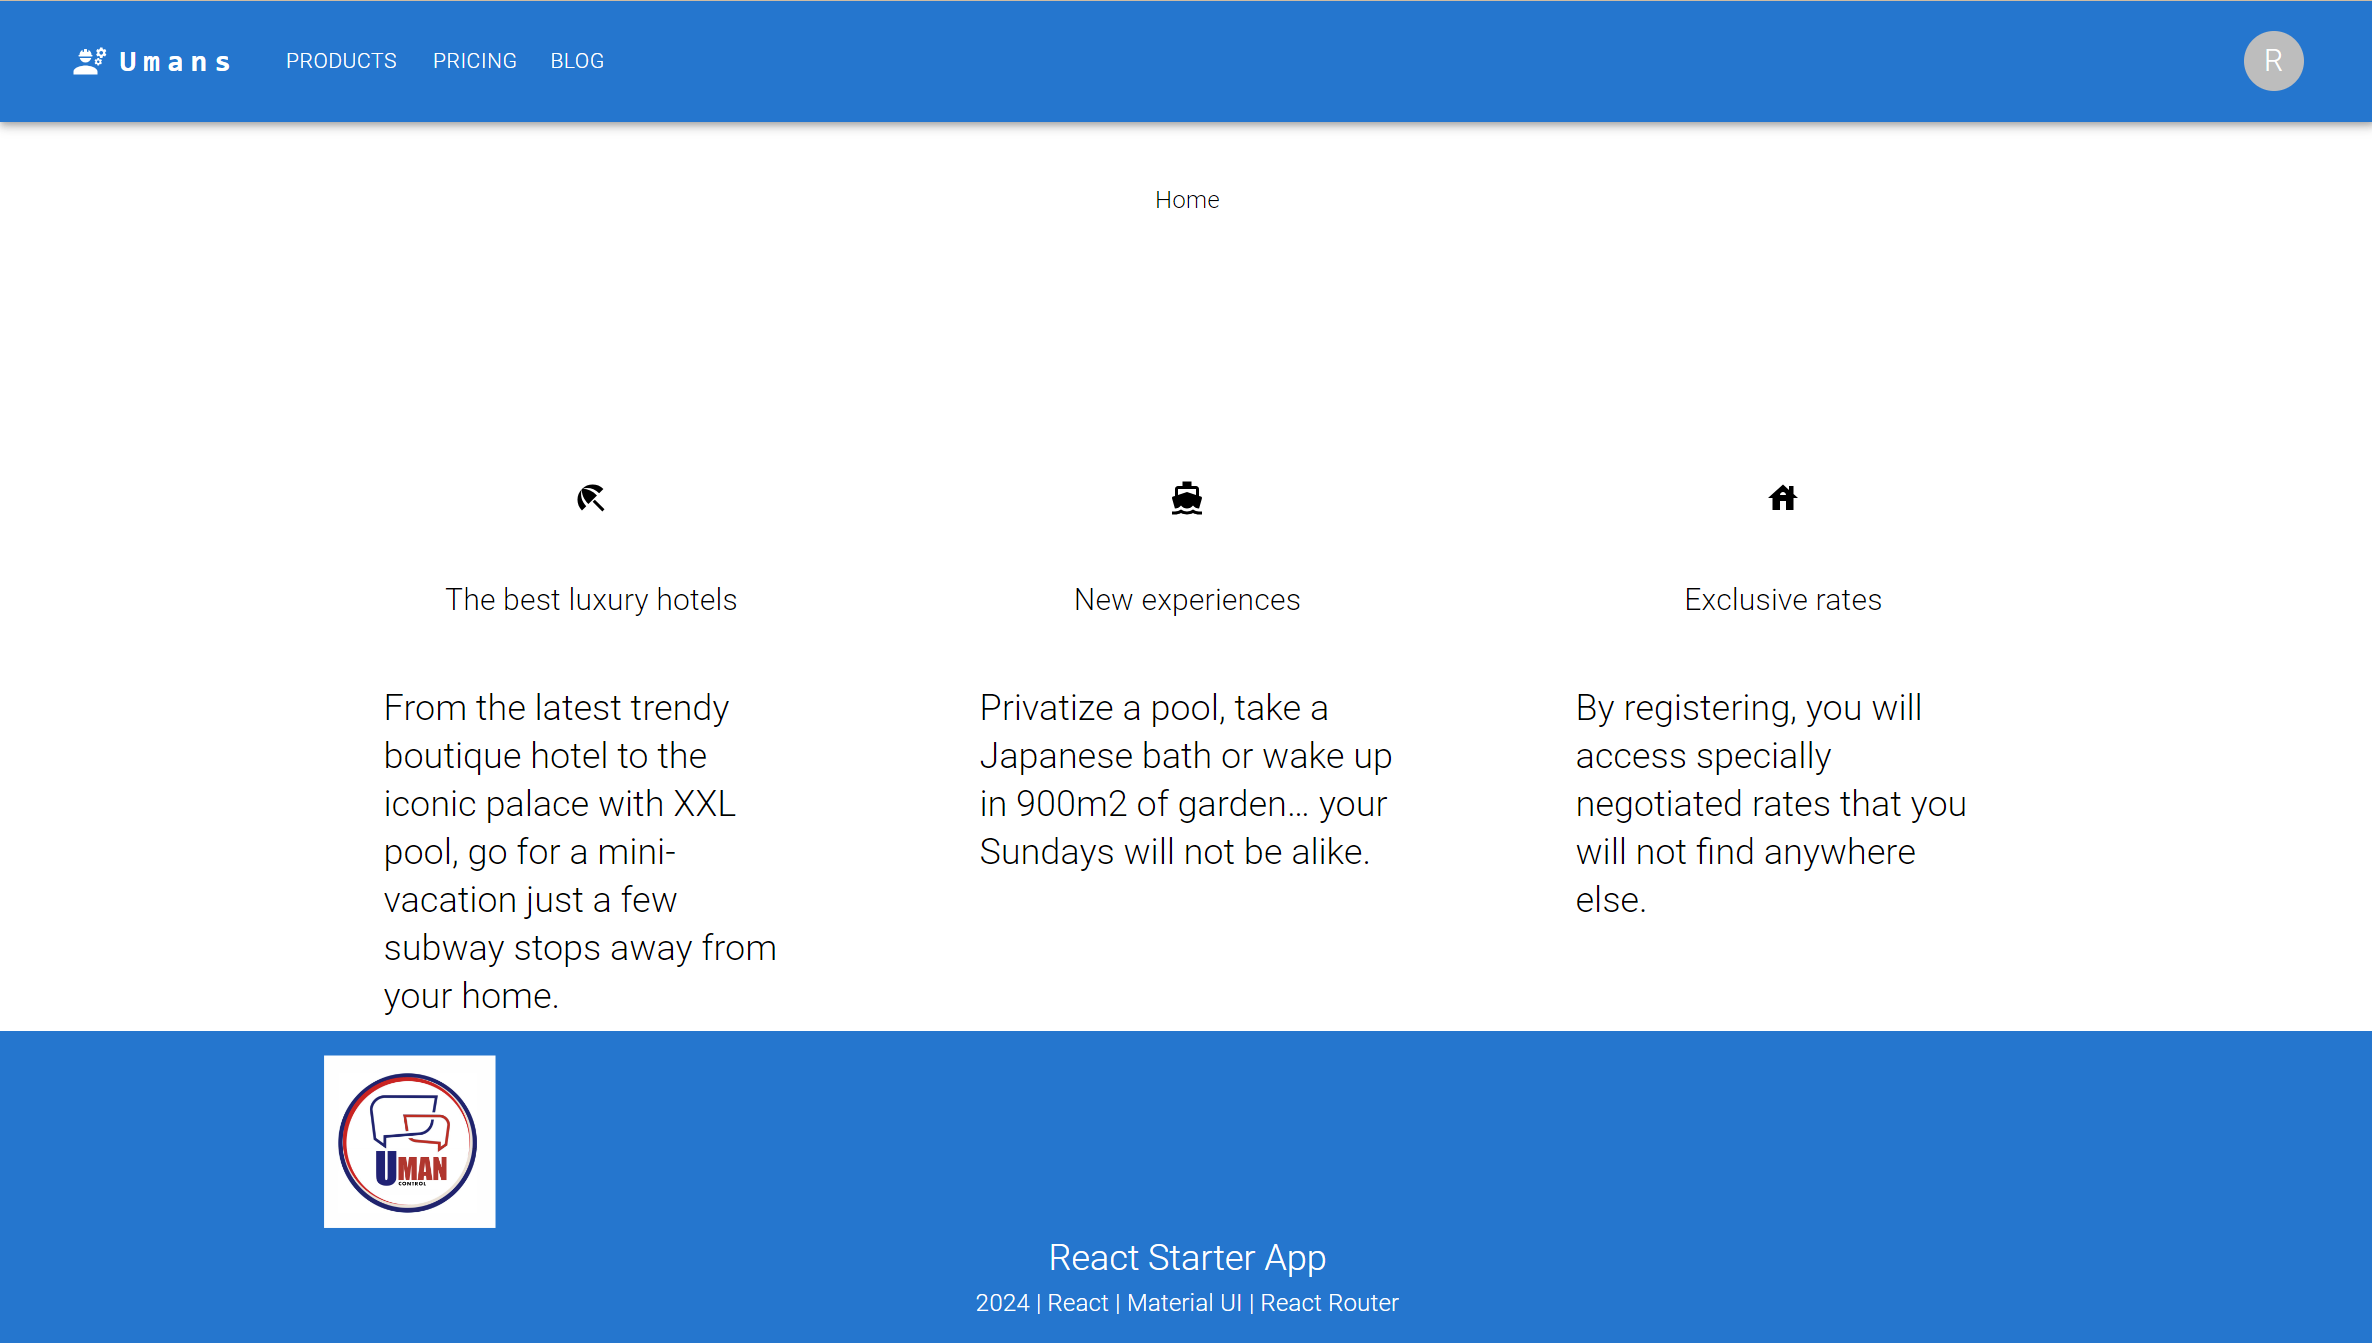 Umans
PRODUCTS
PRICING
BLOG
R
Home
The best luxury hotels
From the latest trendy
boutique hotel to the
iconic palace with XXL
pool, go for a mini-
vacation just a few
subway stops away from
your home.
New experiences
Privatize a pool, take a
Japanese bath or wake up
in 900m2 of garden… your
Sundays will not be alike.
Exclusive rates
By registering, you will
access specially
negotiated rates that you
will not find anywhere
else.
UMAN
CONTROL
React Starter App
2024 | React | Material UI | React Router